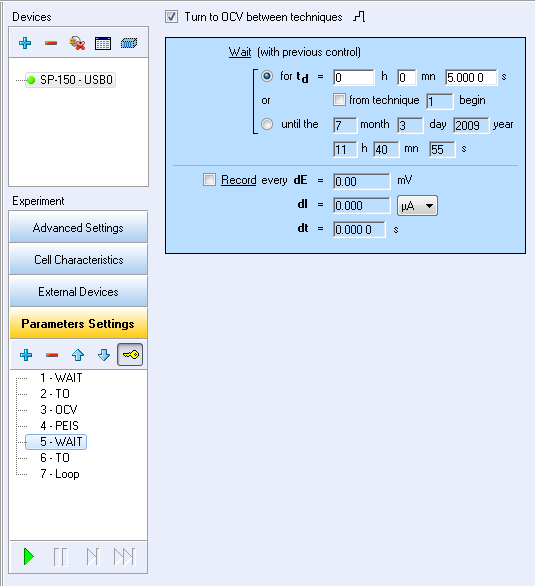 Devices
SP-150 - USB0
Experiment
Advanced Settings
Cell Characteristics
External Devices
Parameters Settings
1 - WAIT
2 - TO
3 - OCV
4 - PEIS
5 - WAIT
6 - TO
7 - Loop
Turn to OCV between techniques
Wait (with previous control)
for td = 0 h 0 mn 5.000 0 s
or from technique 1 begin
until the 7 month 3 day 2009 year
11 h 40 mn 55 s
Record every dE = 0.00 mV
dI = 0.000 µA
dt = 0.000 0 s